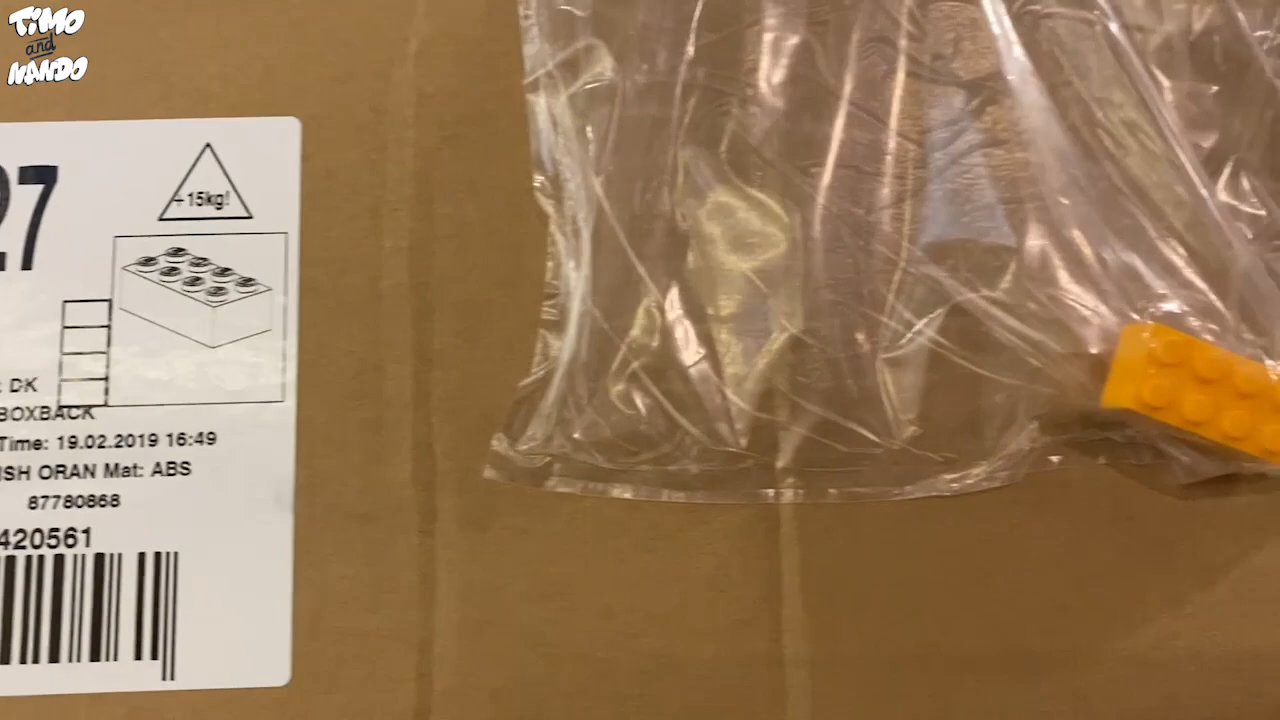 TiMO
and
NANDO
27
+15kg!
: DK
BOXBACK
Time: 19.02.2019 16:49
ISH ORAN Mat: ABS
87780868
420561